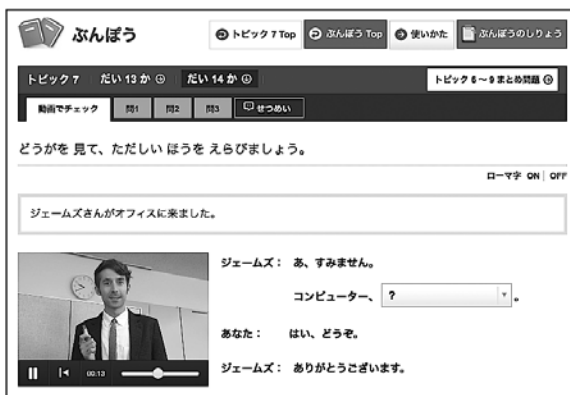 ぶんぽう
トピック 7 Top
ぶんぽう Top
使いかた
ぶんぽうのしりょう
トピック 7 だい 13 か だい 14 か
トピック 6 ～ 9 まとめ問題
動画でチェック 問1 問2 問3 せつめい
どうがを 見て、ただしい ほうを えらびましょう。
ローマ字 ON | OFF
ジェームズさんがオフィスに来ました。
ジェームズ： あ、すみません。
コンピューター、 ? 。
あなた： はい、どうぞ。
ジェームズ： ありがとうございます。
00:13